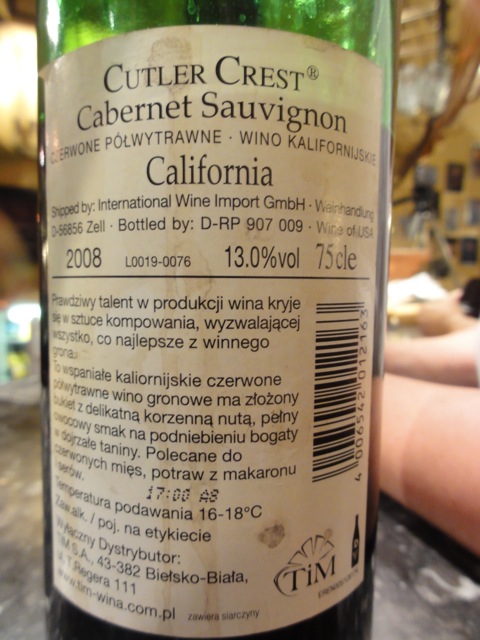 CUTLER CREST®
Cabernet Sauvignon
CZERWONE PÓŁWYTRAWNE · WINO KALIFORNIJSKIE
California
Shipped by: International Wine Import GmbH · Weinhandlung
D-56856 Zell · Bottled by: D-RP 907 009 · Wine of USA
2008 L0019-0076 13.0%vol 75cle
Prawdziwy talent w produkcji wina kryje
się w sztuce kompowania, wyzwalającej
wszystko, co najlepsze z winnego
grona.
To wspaniałe kaliornijskie czerwone
półwytrawne wino gronowe ma złożony
bukiet z delikatną korzenną nutą, pełny
owocowy smak na podniebieniu bogaty
w dojrzałe taniny. Polecane do
czerwonych mięs, potraw z makaronu
i serów.
17:00 A8
Temperatura podawania 16-18°C
Zaw.alk. / poj. na etykiecie
Wyłączny Dystrybutor:
TiM S.A., 43-382 Bielsko-Biała,
ul. T.Regera 111
www.tim-wina.com.pl zawiera siarczyny
4 006542 012163
TiM